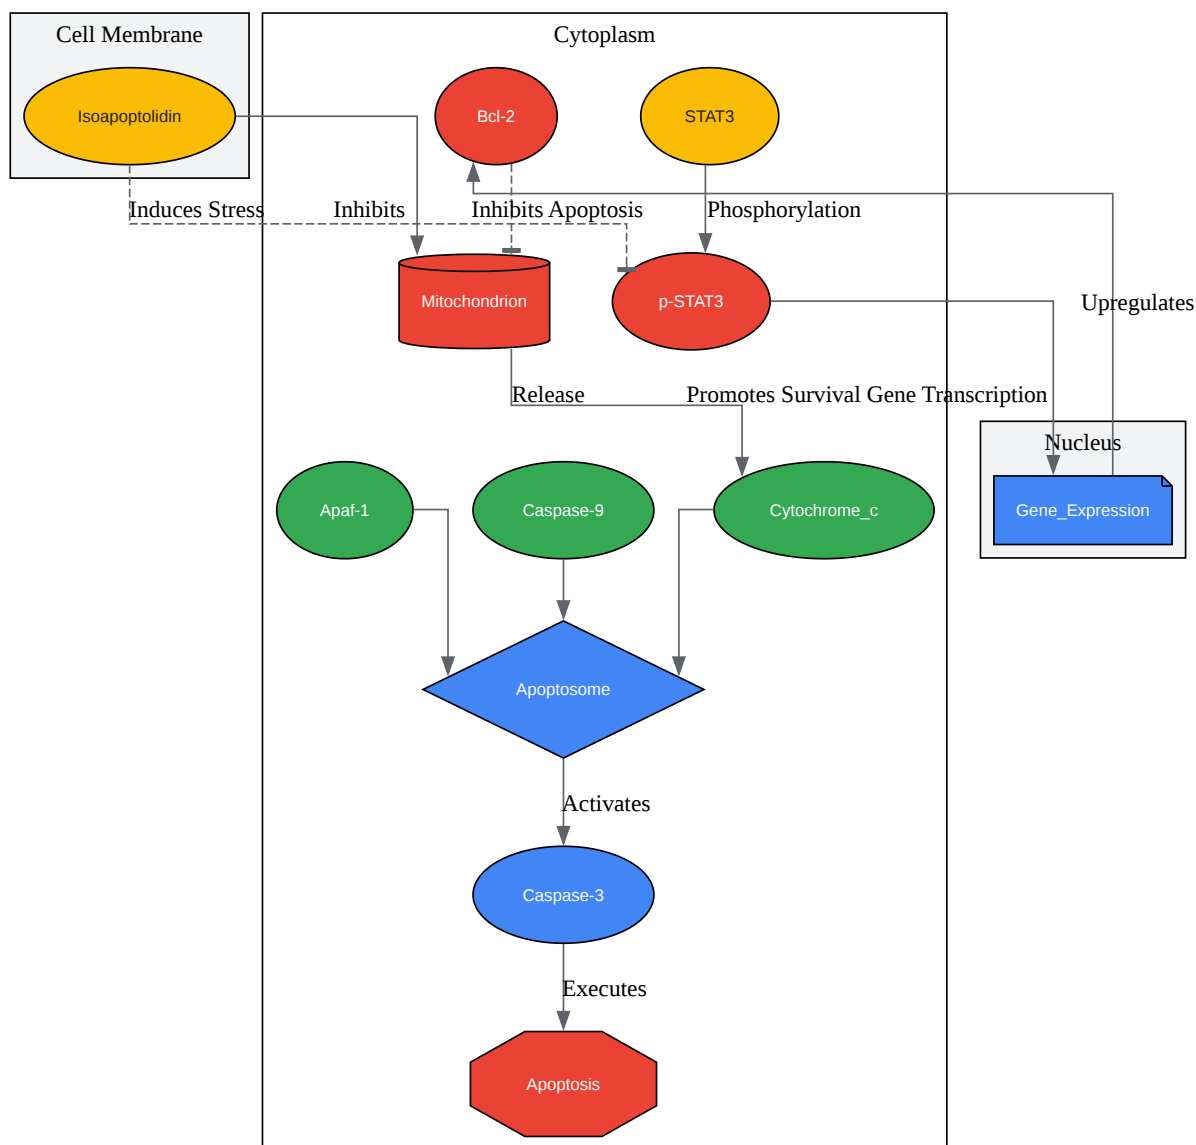 Cell Membrane
Cytoplasm
Isoapoptolidin
Bcl-2
STAT3
Induces Stress
Inhibits
Inhibits Apoptosis
Phosphorylation
Mitochondrion
p-STAT3
Upregulates
Release
Promotes Survival Gene Transcription
Nucleus
Apaf-1
Caspase-9
Cytochrome_c
Gene_Expression
Apoptosome
Activates
Caspase-3
Executes
Apoptosis